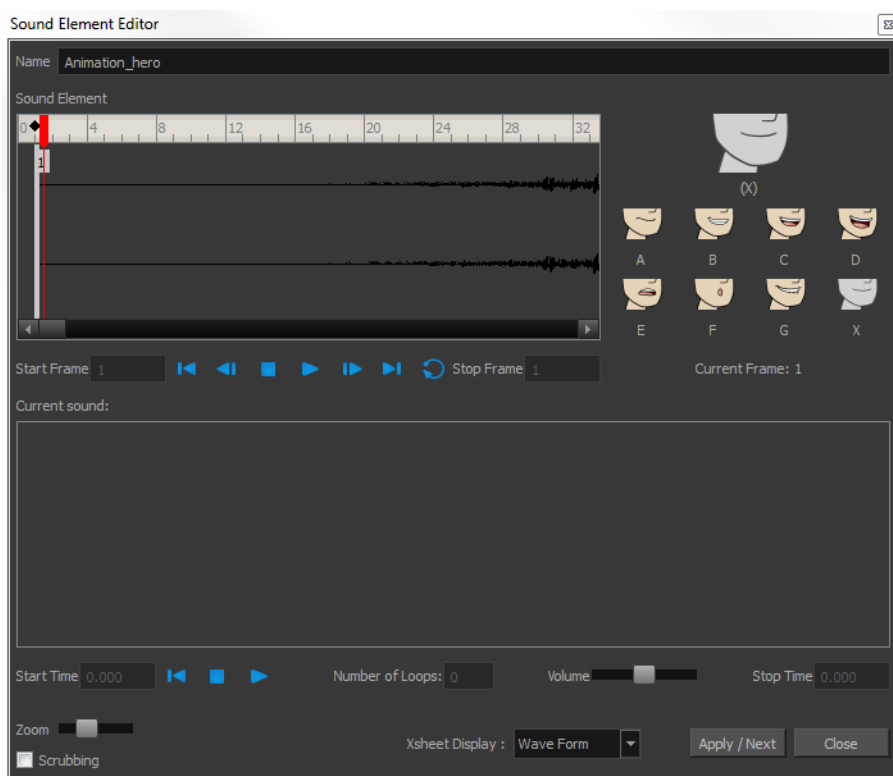 Sound Element Editor
Name Animation_hero
Sound Element
0 4 8 12 16 20 24 28 32
1
(X)
A B C D
E F G X
Start Frame 1 Stop Frame 1 Current Frame: 1
Current sound:
Start Time 0.000 Number of Loops: 0 Volume Stop Time 0.000
Zoom
Xsheet Display : Wave Form Apply / Next Close
Scrubbing